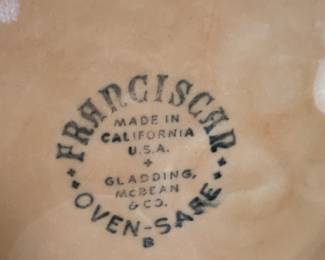 FRANCISCAN
MADE IN
CALIFORNIA
U.S.A.
+
GLADDING,
McBEAN
& CO.
OVEN-SAFE
B